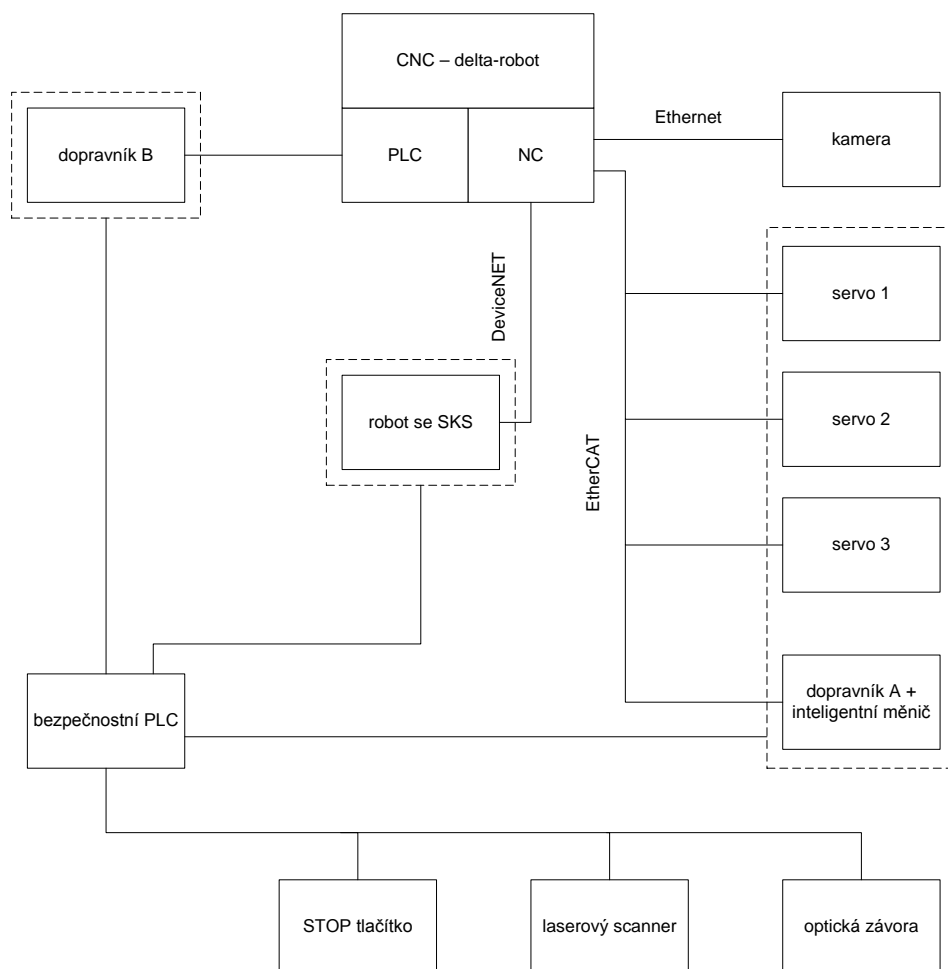 CNC – delta-robot
PLC
NC
dopravník B
Ethernet
kamera
DeviceNET
EtherCAT
servo 1
robot se SKS
servo 2
servo 3
bezpečnostní PLC
dopravník A +
inteligentní měnič
STOP tlačítko
laserový scanner
optická závora